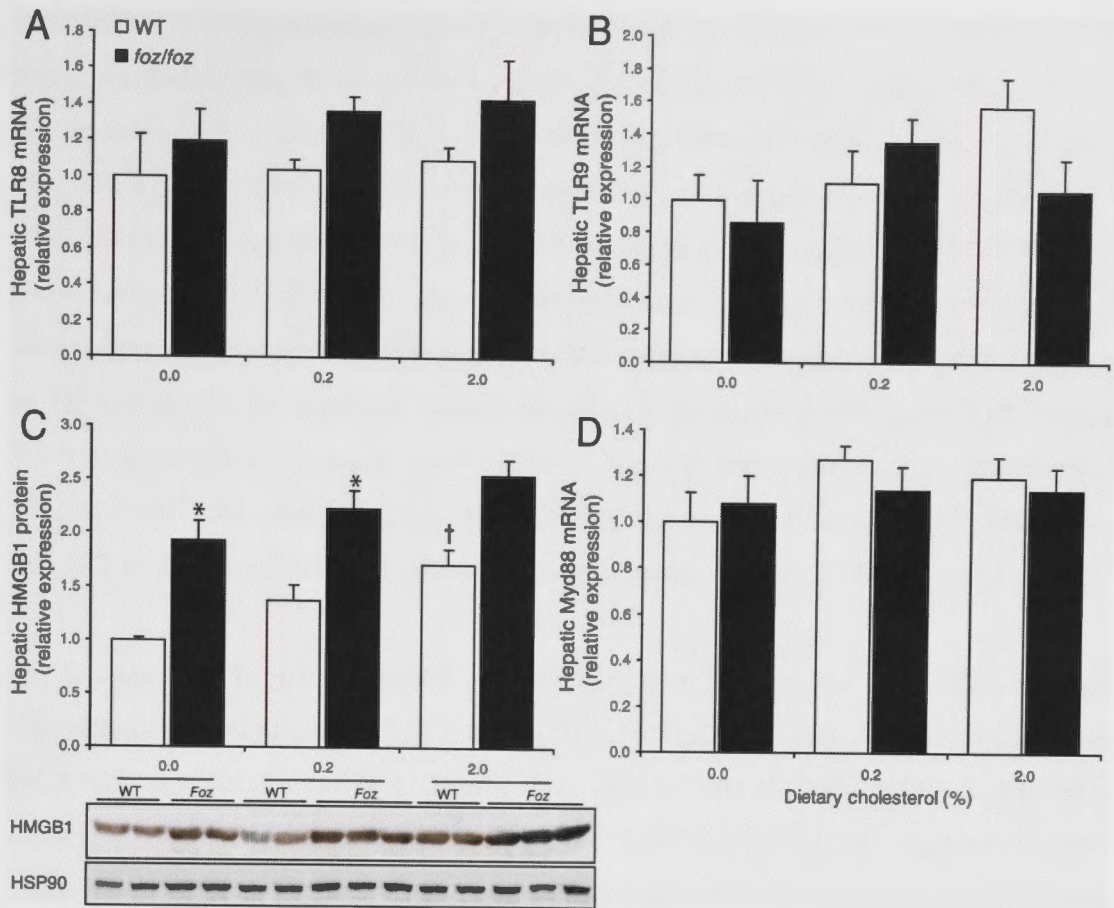 A
WT
foz/foz
Hepatic TLR8 mRNA
(relative expression)
1.8
1.6
1.4
1.2
1.0
0.8
0.6
0.4
0.2
0.0
0.0
0.2
2.0
B
Hepatic TLR9 mRNA
(relative expression)
2.0
1.8
1.6
1.4
1.2
1.0
0.8
0.6
0.4
0.2
0.0
0.0
0.2
2.0
C
Hepatic HMGB1 protein
(relative expression)
3.0
2.5
2.0
1.5
1.0
0.5
0.0
*
*
†
0.0
0.2
2.0
WT Foz WT Foz WT Foz
HMGB1
HSP90
D
Hepatic Myd88 mRNA
(relative expression)
1.4
1.2
1.0
0.8
0.6
0.4
0.2
0.0
0.0
0.2
2.0
Dietary cholesterol (%)